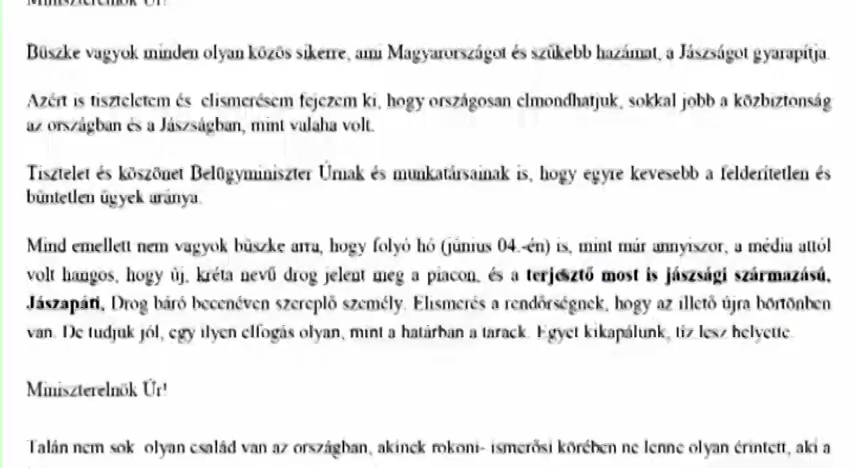 Miniszterelnök Úr!
Büszke vagyok minden olyan közös sikerre, ami Magyarországot és szűkebb hazámat, a Jászságot gyarapítja.
Azért is tiszteletem és elismerésem fejezem ki, hogy országosan elmondhatjuk, sokkal jobb a közbiztonság
az országban és a Jászságban, mint valaha volt.
Tisztelet és köszönet Belügyminiszter Úrnak és munkatársainak is, hogy egyre kevesebb a felderítetlen és
büntetlen ügyek aránya.
Mind emellett nem vagyok büszke arra, hogy folyó hó (június 04.-én) is, mint már annyiszor, a média attól
volt hangos, hogy új, kréta nevű drog jelent meg a piacon, és a terjesztő most is jászsági származású,
Jászapáti, Drog báró becenéven szereplő személy. Elismerés a rendőrségnek, hogy az illető újra börtönben
van. De tudjuk jól, egy ilyen elfogás olyan, mint a határban a tarack. Egyet kikapálunk, tíz lesz helyette.
Miniszterelnök Úr!
Talán nem sok olyan család van az országban, akinek rokoni- ismerősi körében ne lenne olyan érintett, aki a